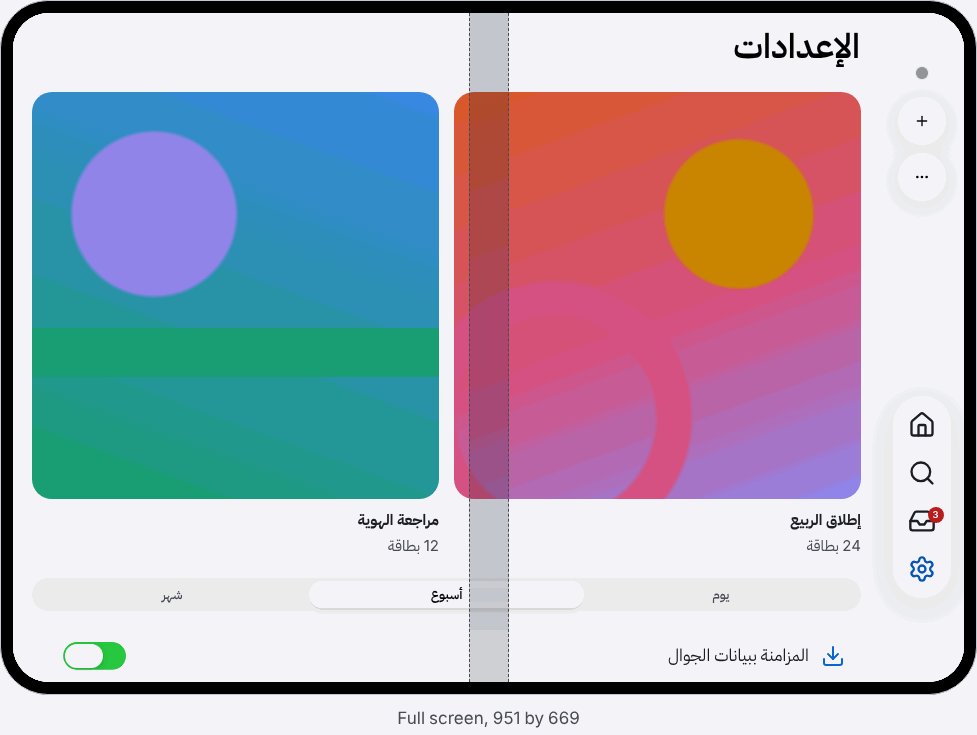 الإعدادات
3
إطلاق الربيع
24 بطاقة
مراجعة الهوية
12 بطاقة
يوم
أسبوع
شهر
المزامنة ببيانات الجوال
Full screen, 951 by 669